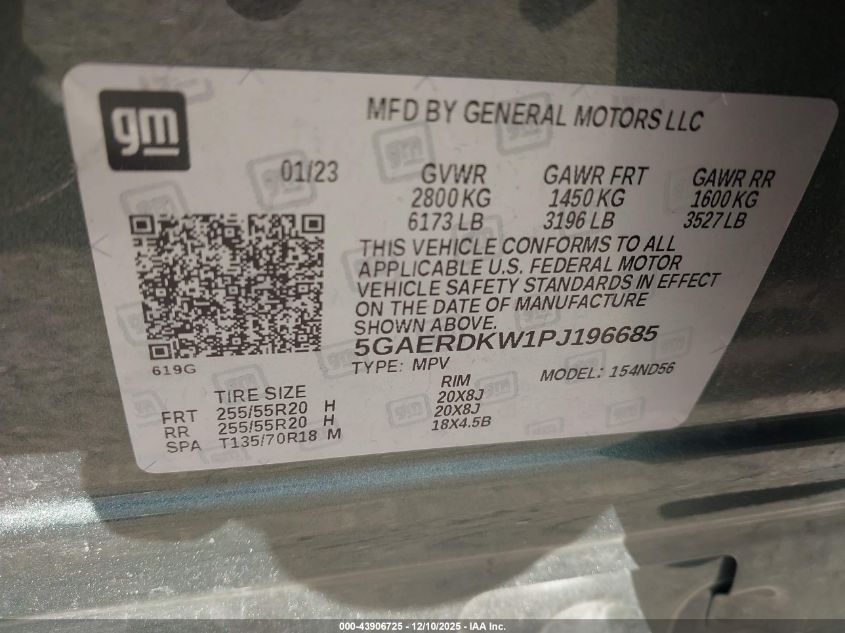 gm
MFD BY GENERAL MOTORS LLC
01/23 GVWR GAWR FRT GAWR RR
2800 KG 1450 KG 1600 KG
6173 LB 3196 LB 3527 LB
THIS VEHICLE CONFORMS TO ALL
APPLICABLE U.S. FEDERAL MOTOR
VEHICLE SAFETY STANDARDS IN EFFECT
ON THE DATE OF MANUFACTURE
SHOWN ABOVE.
5GAERDKW1PJ196685
619G
TYPE: MPV MODEL: 154ND56
TIRE SIZE RIM
FRT 255/55R20 H 20X8J
RR 255/55R20 H 20X8J
SPA T135/70R18 M 18X4.5B
000-43906725 - 12/10/2025 - IAA Inc.